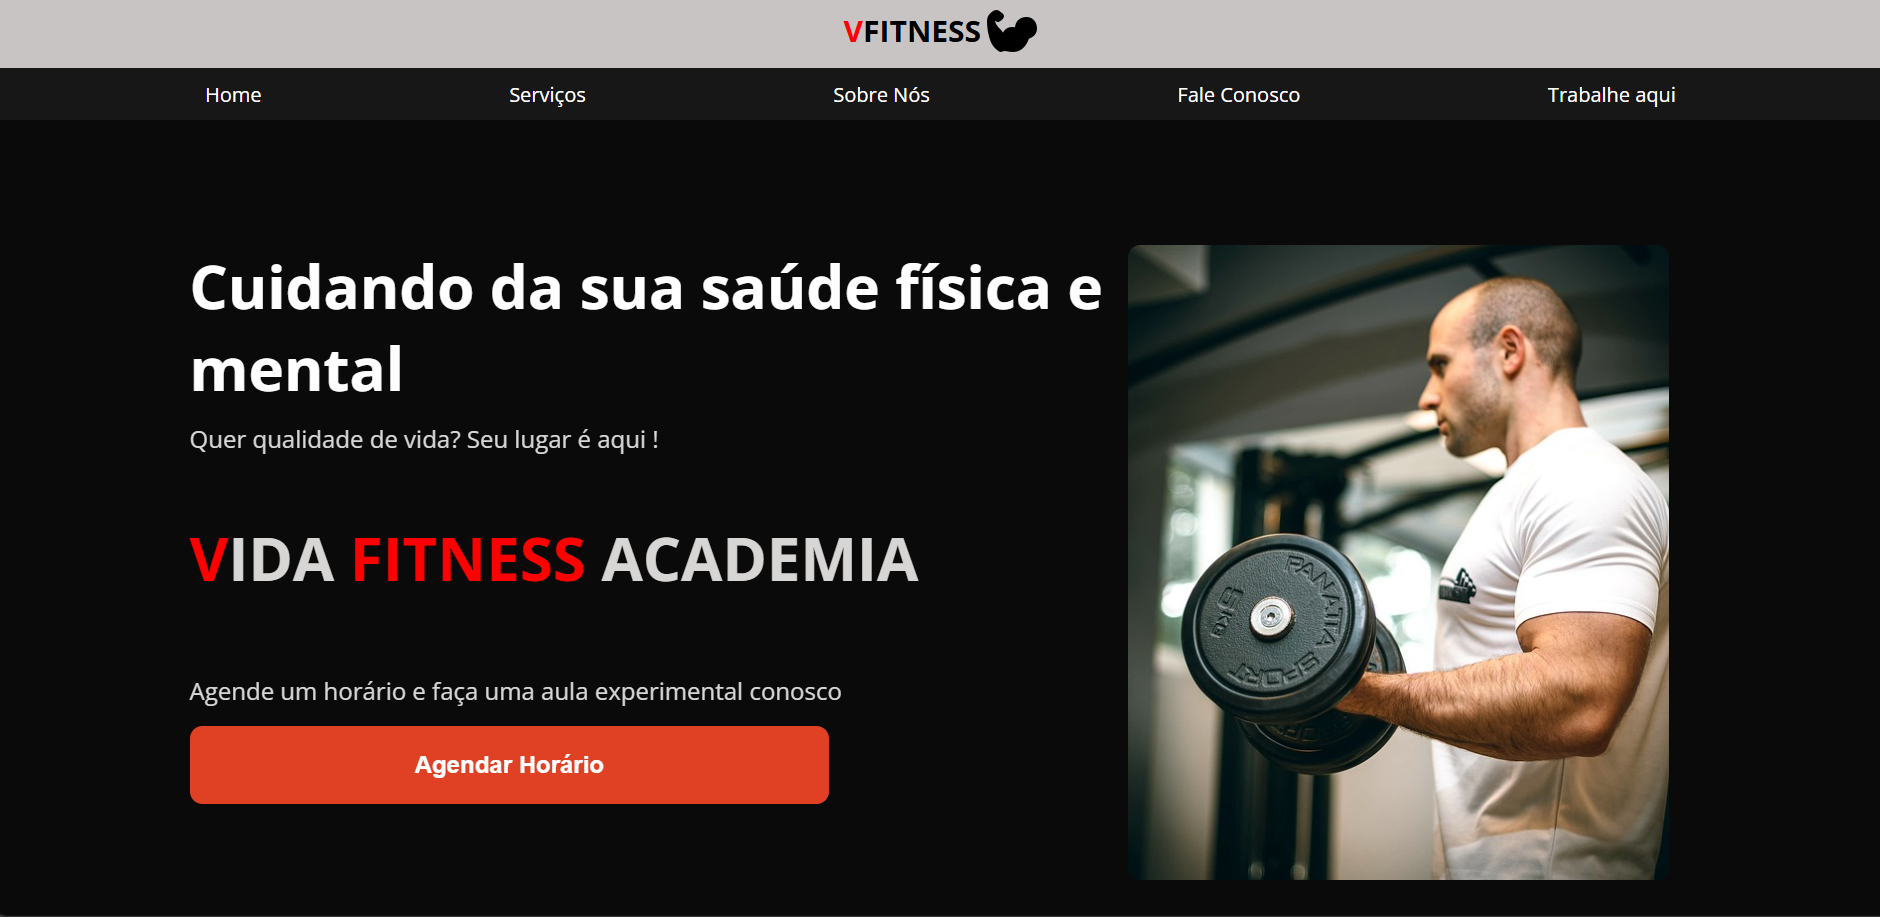 VFITNESS
Home
Serviços
Sobre Nós
Fale Conosco
Trabalhe aqui
Cuidando da sua saúde física e
mental
Quer qualidade de vida? Seu lugar é aqui !
VIDA FITNESS ACADEMIA
Agende um horário e faça uma aula experimental conosco
Agendar Horário
PANATTA SPORT
5kg